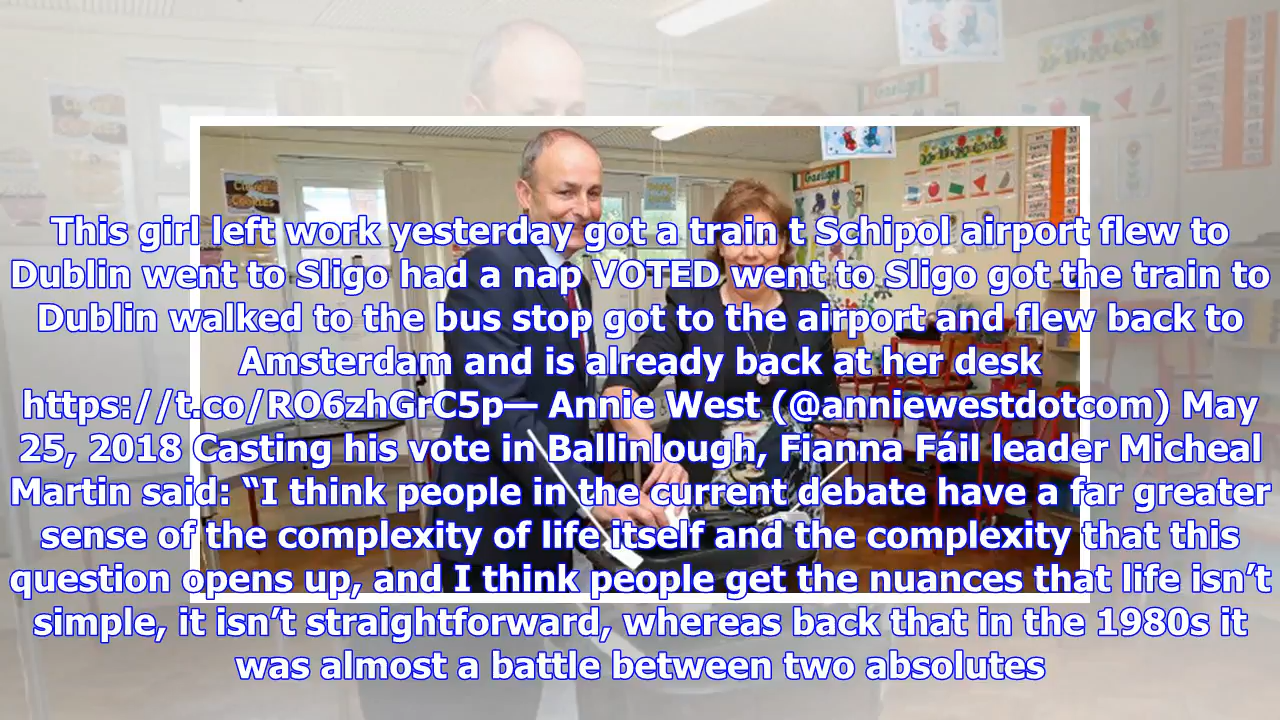 Clever
Cookies
Gaeilge
This girl left work yesterday got a train t Schipol airport flew to
Dublin went to Sligo had a nap VOTED went to Sligo got the train to
Dublin walked to the bus stop got to the airport and flew back to
Amsterdam and is already back at her desk
https://t.co/RO6zhGrC5p— Annie West (@anniewestdotcom) May
25, 2018 Casting his vote in Ballinlough, Fianna Fáil leader Micheal
Martin said: “I think people in the current debate have a far greater
sense of the complexity of life itself and the complexity that this
question opens up, and I think people get the nuances that life isn’t
simple, it isn’t straightforward, whereas back that in the 1980s it
was almost a battle between two absolutes